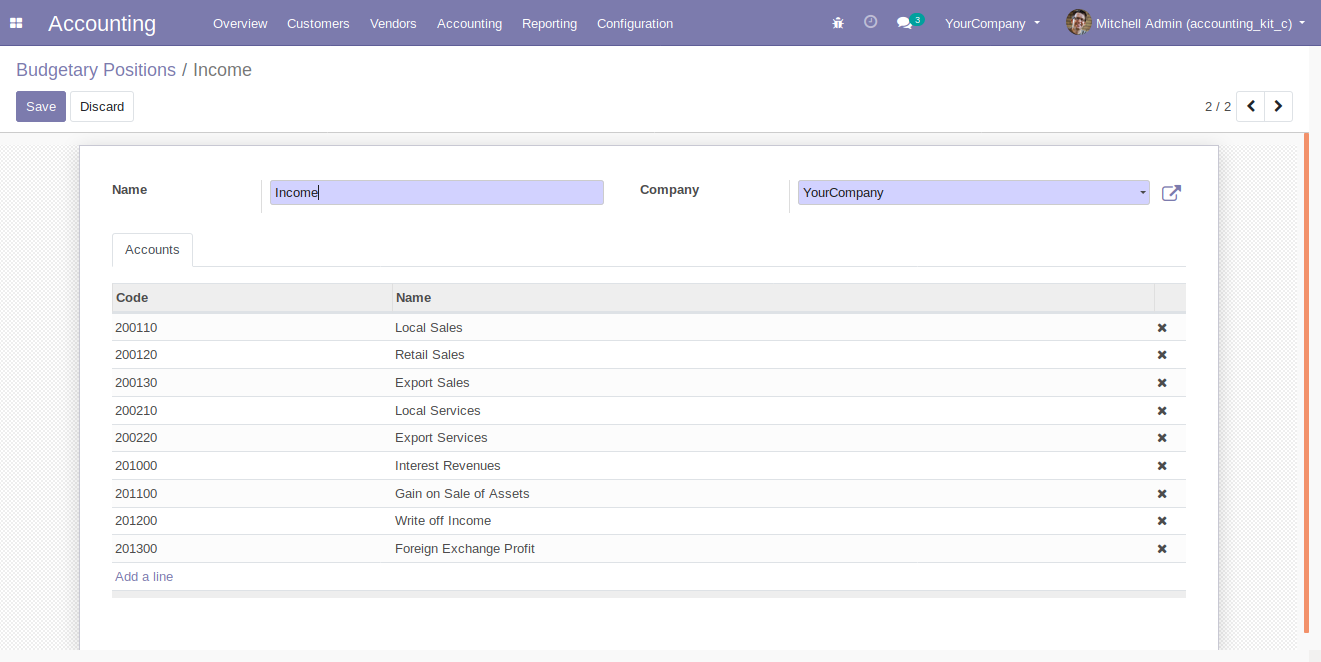 Accounting Overview Customers Vendors Accounting Reporting Configuration 3 YourCompany Mitchell Admin (accounting_kit_c)
Budgetary Positions / Income
Save Discard 2 / 2
Name Income Company YourCompany
Accounts
Code Name
200110 Local Sales
200120 Retail Sales
200130 Export Sales
200210 Local Services
200220 Export Services
201000 Interest Revenues
201100 Gain on Sale of Assets
201200 Write off Income
201300 Foreign Exchange Profit
Add a line